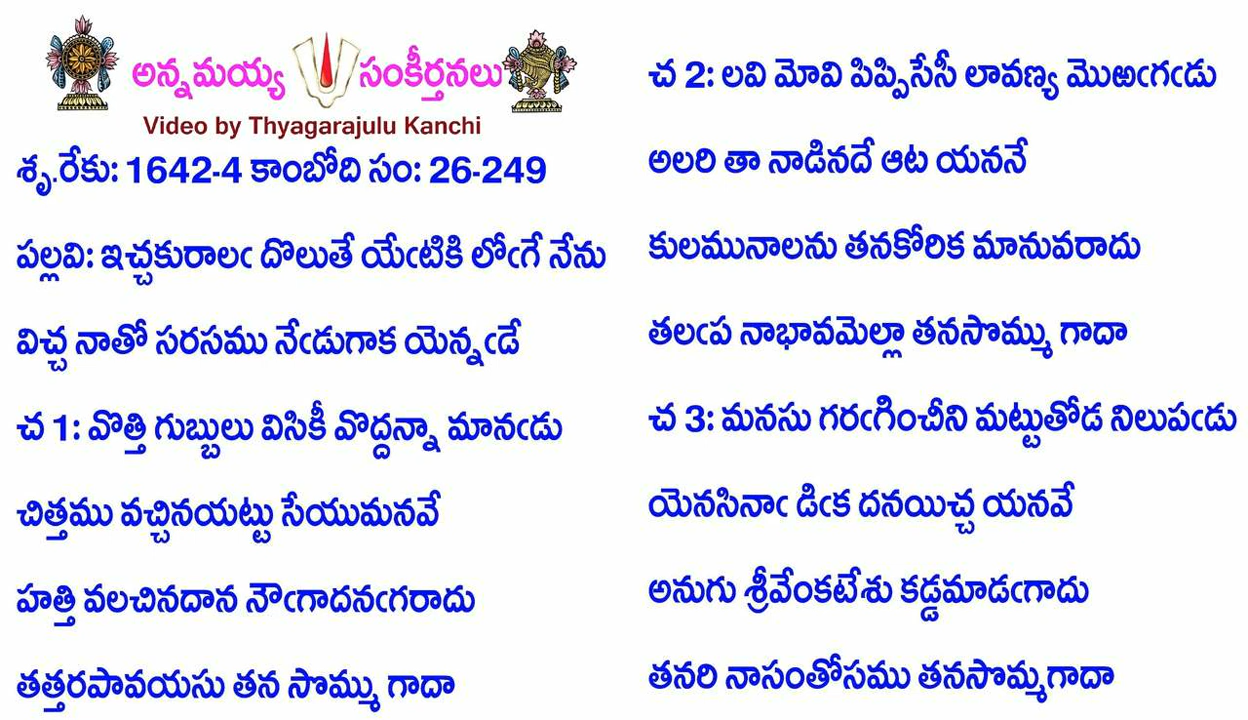 అన్నమయ్య సంకీర్తనలు
Video by Thyagarajulu Kanchi
శృ.రేకు: 1642-4 కాంబోది సం: 26-249
పల్లవి: ఇచ్చకురాలఁ దొలుతే యేఁటికి లోఁగే నేను
విచ్చ నాతో సరసము నేఁడుగాక యెన్నఁడే
చ 1: వొత్తి గుబ్బులు విసికీ వొద్దన్నా మానఁడు
చిత్తము వచ్చినయట్టు సేయుమనవే
హత్తి వలచినదాన నౌఁగాదనఁగరాదు
తత్తరపావయసు తన సొమ్ము గాదా
చ 2: లవి మోవి పిప్పిసేసీ లావణ్య మొఱఁగఁడు
అలరి తా నాడినదే ఆట యననే
కులమునాలను తనకోరిక మానువరాదు
తలఁప నాభావమెల్లా తనసొమ్ము గాదా
చ 3: మనసు గరఁగించీని మట్టుతోడ నిలుపఁడు
యెనసినాఁ డిఁక దనయిచ్చ యనవే
అనుగు శ్రీవేంకటేశు కడ్డమాడఁగాదు
తనరి నాసంతోసము తనసొమ్మగాదా